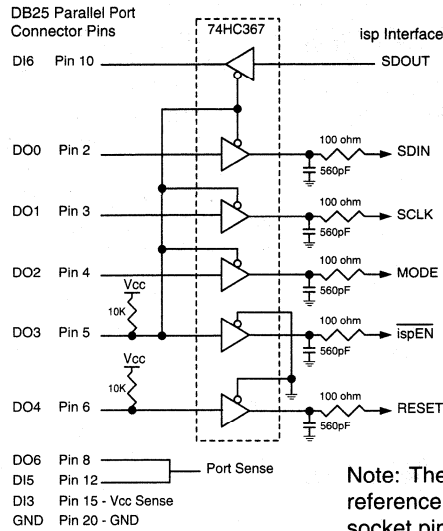 DB25 Parallel Port
Connector Pins
74HC367
isp Interface
DI6 Pin 10
SDOUT
100 ohm
DO0 Pin 2
SDIN
560pF
100 ohm
DO1 Pin 3
SCLK
560pF
100 ohm
DO2 Pin 4
MODE
Vcc
560pF
10K
100 ohm
DO3 Pin 5
ispEN
Vcc
560pF
10K
100 ohm
DO4 Pin 6
RESET
560pF
DO6 Pin 8
Port Sense
DI5 Pin 12
DI3 Pin 15 - Vcc Sense
GND Pin 20 - GND
Note: The
reference
socket pin